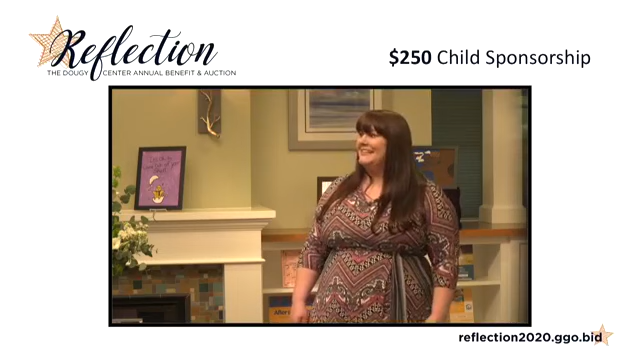 Reflection
THE DOUGY CENTER ANNUAL BENEFIT & AUCTION
$250 Child Sponsorship
reflection2020.ggo.bid